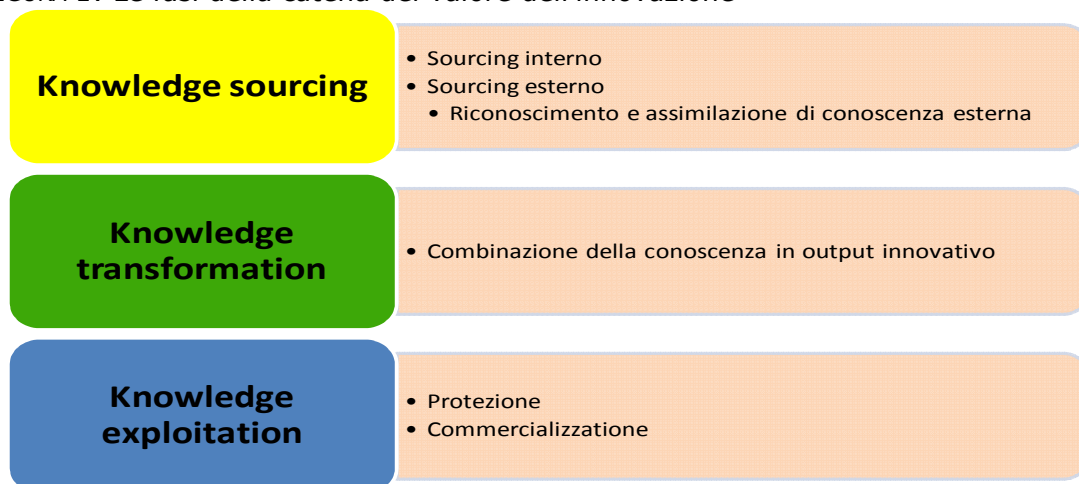 Knowledge sourcing
• Sourcing interno
• Sourcing esterno
• Riconoscimento e assimilazione di conoscenza esterna
Knowledge
transformation
• Combinazione della conoscenza in output innovativo
Knowledge
exploitation
• Protezione
• Commercializzatione